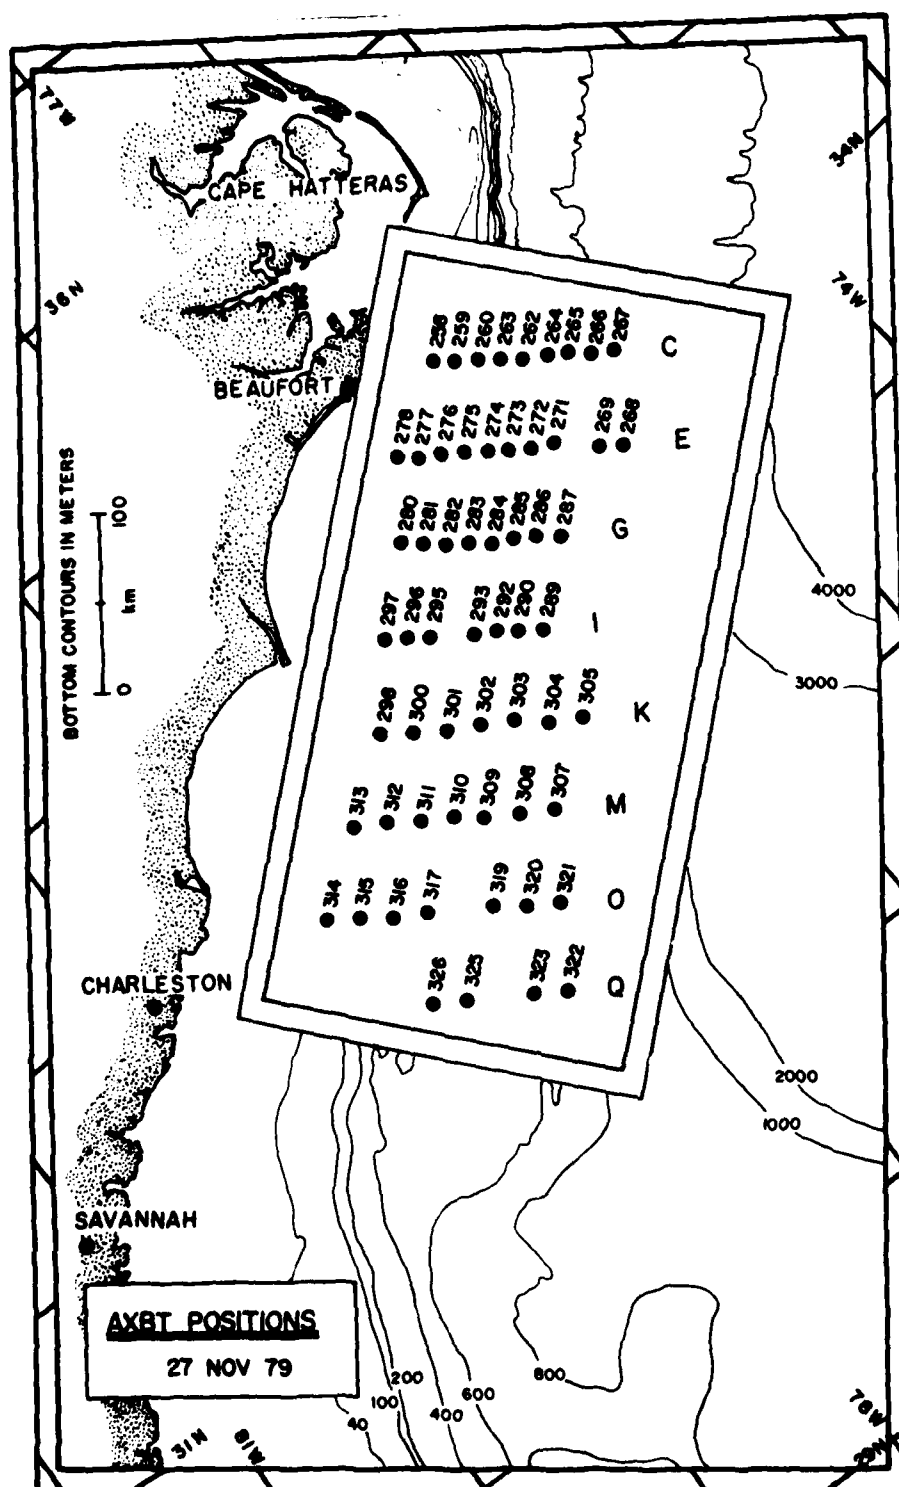 77W
34N
CAPE HATTERAS
36N
74W
258 259 260 263 262 264 265 266 267 C
BEAUFORT
278 277 276 275 274 273 272 271 269 268 E
BOTTOM CONTOURS IN METERS
0 km 100
280 281 282 283 284 285 286 287 G
4000
297 296 295 293 292 290 289 I
3000
298 300 301 302 303 304 305 K
313 312 311 310 309 308 307 M
314 315 316 317 319 320 321 O
CHARLESTON
326 325 323 322 Q
2000
1000
SAVANNAH
AXBT POSITIONS
27 NOV 79
200
100
40
400
600
800
31N
81W
78W
29N